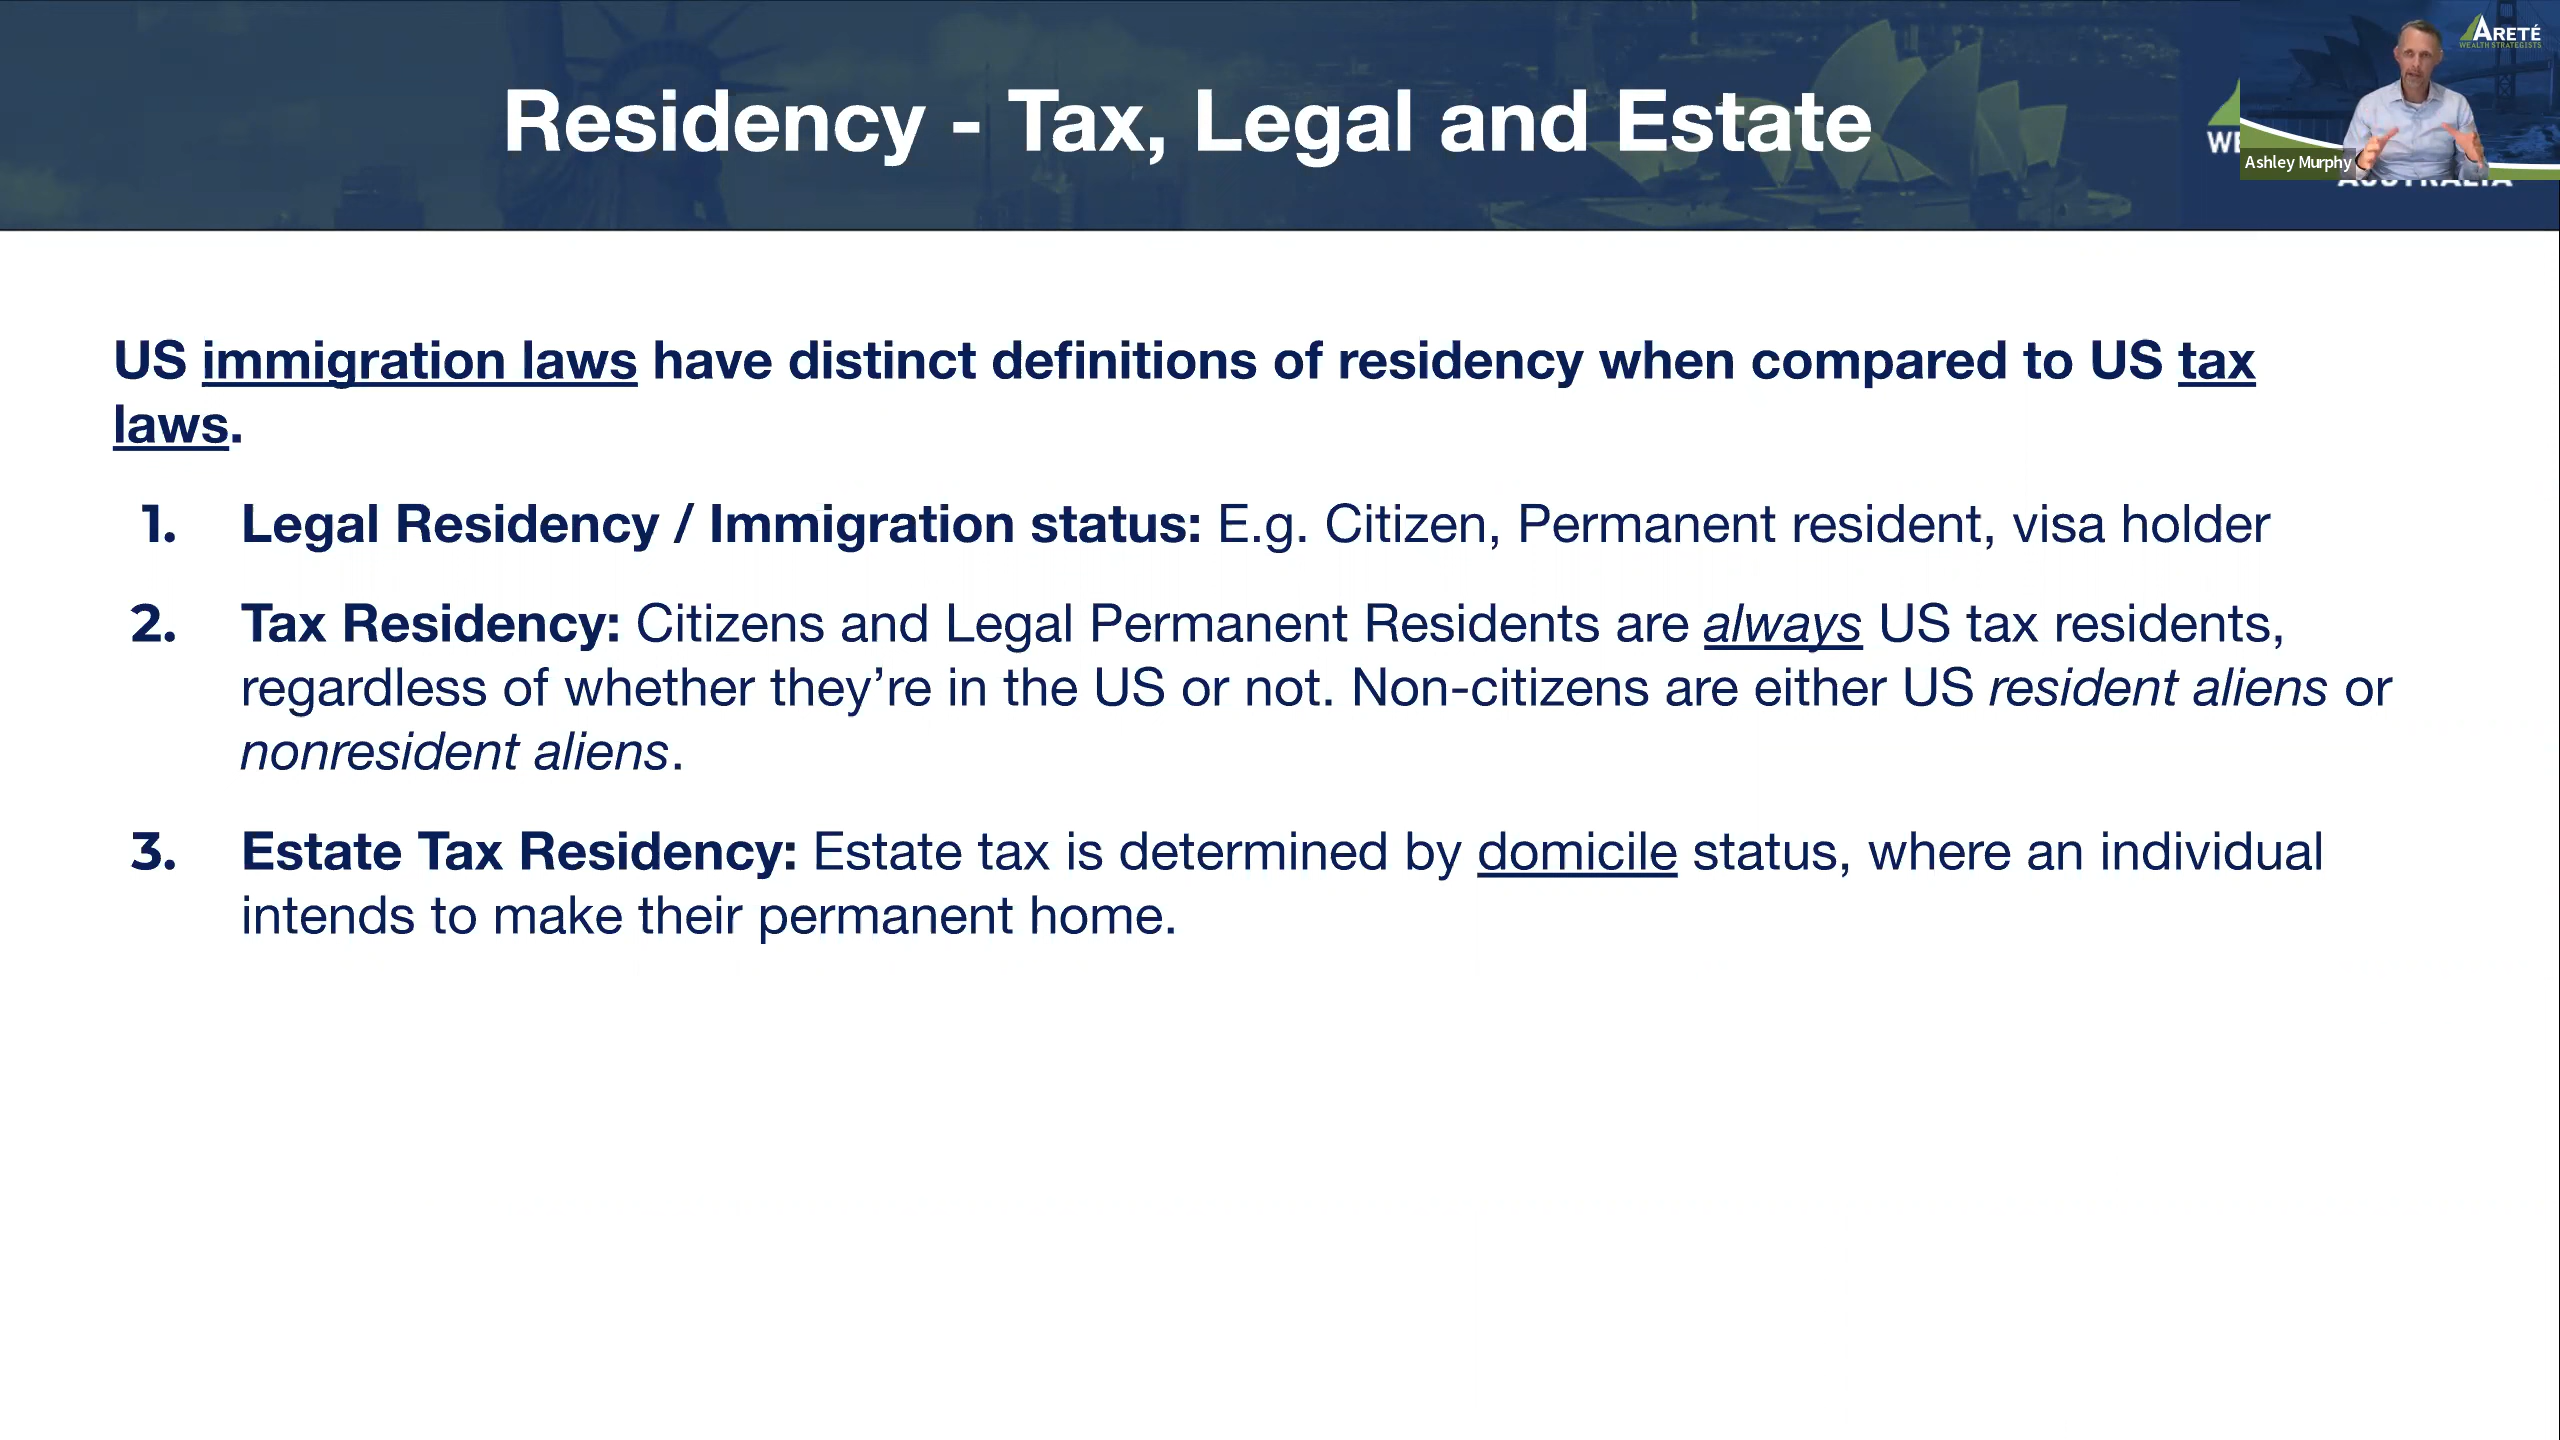 Residency - Tax, Legal and Estate
ARETÉ
WEALTH STRATEGISTS
Ashley Murphy
AUSTRALIA
US immigration laws have distinct definitions of residency when compared to US tax
laws.
1. Legal Residency / Immigration status: E.g. Citizen, Permanent resident, visa holder
2. Tax Residency: Citizens and Legal Permanent Residents are always US tax residents,
regardless of whether they’re in the US or not. Non-citizens are either US resident aliens or
nonresident aliens.
3. Estate Tax Residency: Estate tax is determined by domicile status, where an individual
intends to make their permanent home.